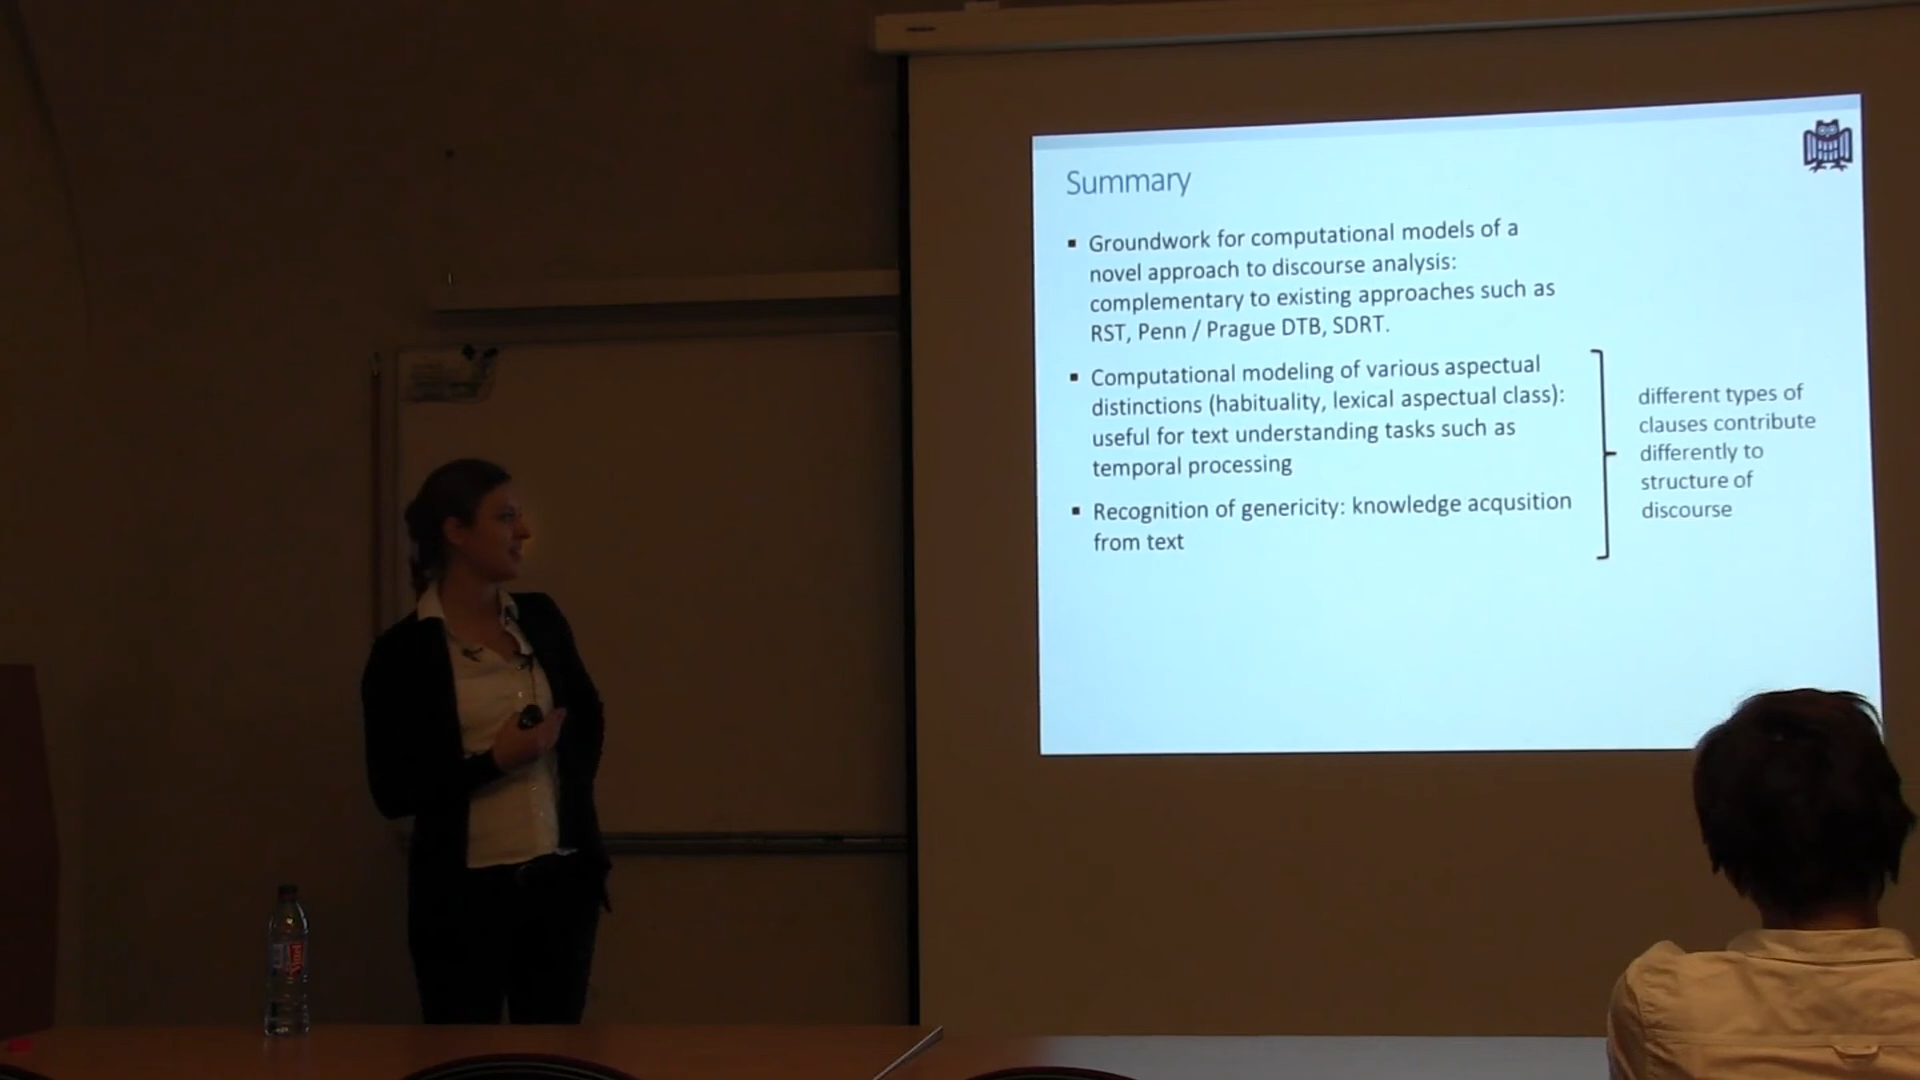 Summary
▪ Groundwork for computational models of a
novel approach to discourse analysis:
complementary to existing approaches such as
RST, Penn / Prague DTB, SDRT.
▪ Computational modeling of various aspectual
distinctions (habituality, lexical aspectual class):
useful for text understanding tasks such as
temporal processing
▪ Recognition of genericity: knowledge acqusition
from text
different types of
clauses contribute
differently to
structure of
discourse
Vittel